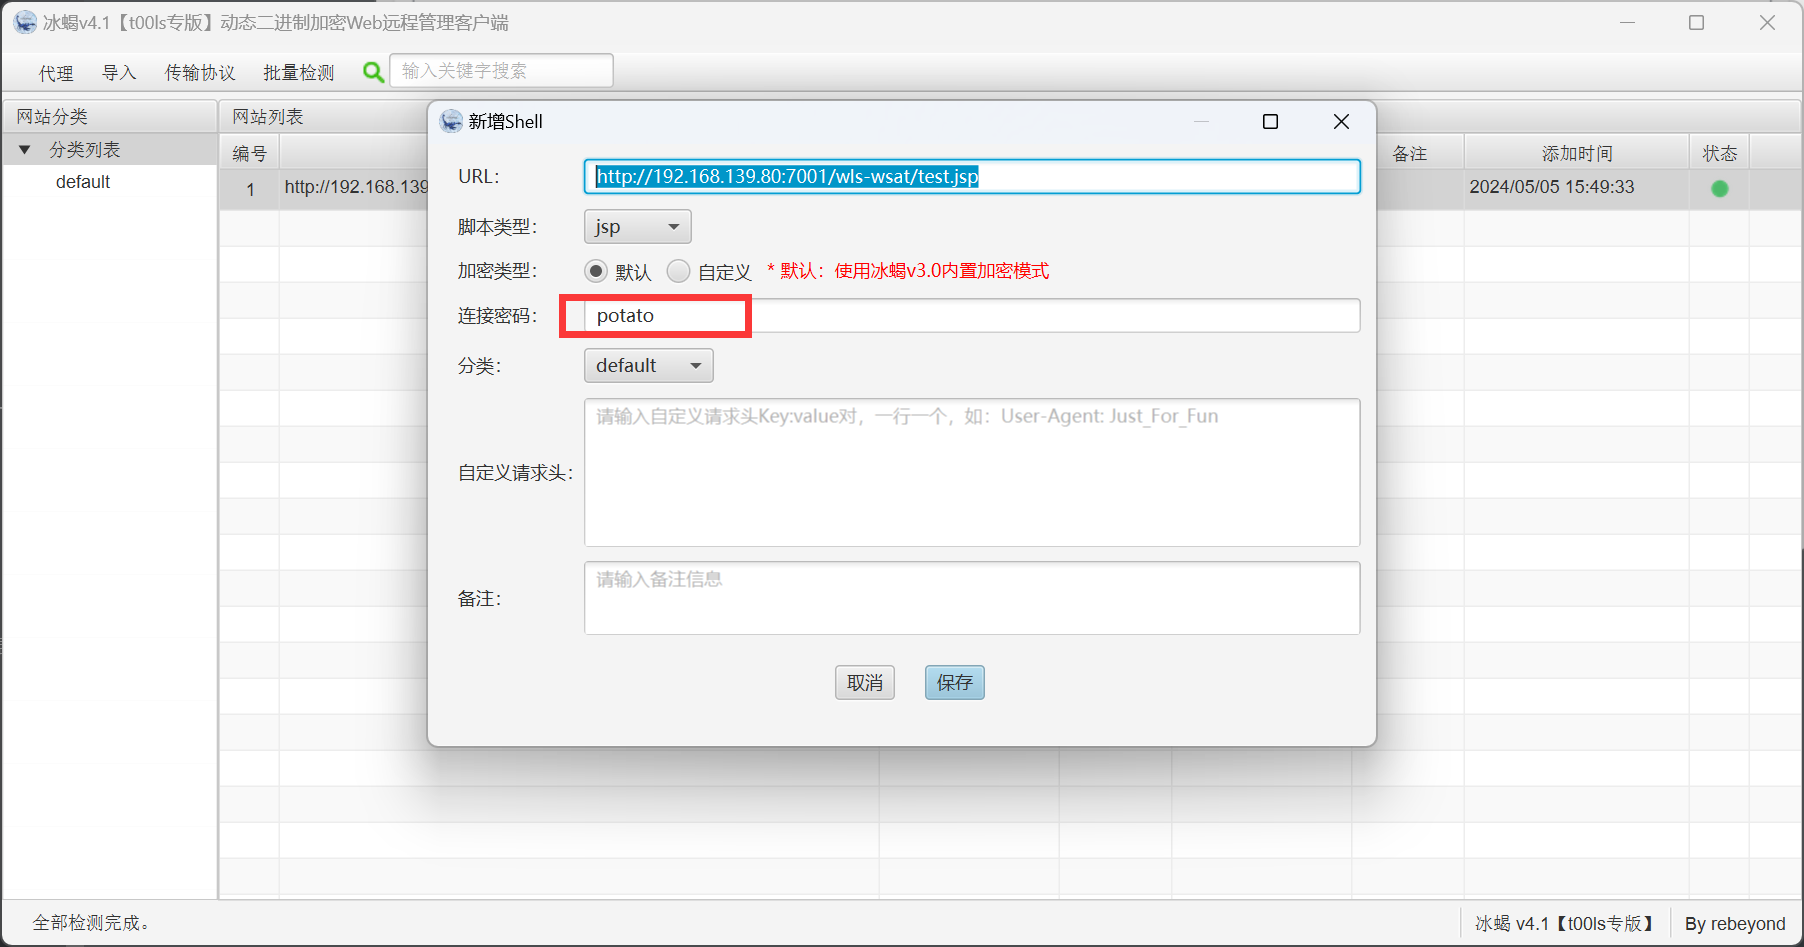 冰蝎v4.1【t00ls专版】动态二进制加密Web远程管理客户端
代理 导入 传输协议 批量检测 输入关键字搜索
网站分类 网站列表
分类列表
default
编号 备注 添加时间 状态
1 http://192.168.139 2024/05/05 15:49:33
新增Shell
URL: http://192.168.139.80:7001/wls-wsat/test.jsp
脚本类型: jsp
加密类型: 默认 自定义 * 默认：使用冰蝎v3.0内置加密模式
连接密码: potato
分类: default
自定义请求头: 请输入自定义请求头Key:value对，一行一个，如：User-Agent: Just_For_Fun
备注: 请输入备注信息
取消 保存
全部检测完成。 冰蝎 v4.1【t00ls专版】 By rebeyond